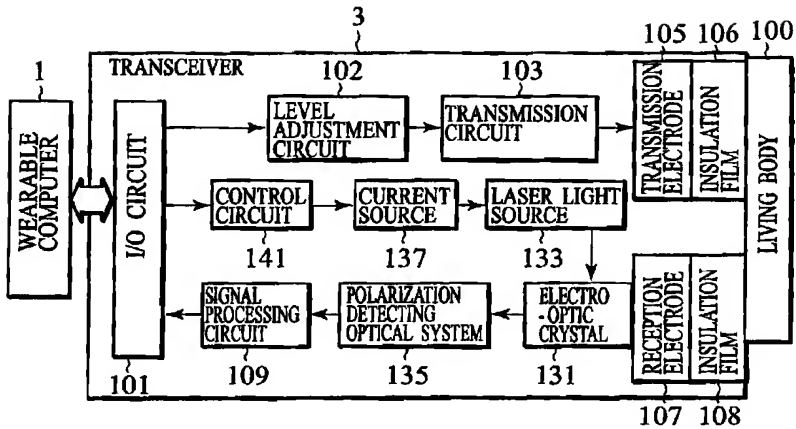 3
105
106
100
1
TRANSCEIVER
102
103
WEARABLE
COMPUTER
I/O CIRCUIT
LEVEL
ADJUSTMENT
CIRCUIT
TRANSMISSION
CIRCUIT
TRANSMISSION
ELECTRODE
INSULATION
FILM
LIVING BODY
CONTROL
CIRCUIT
CURRENT
SOURCE
LASER LIGHT
SOURCE
141
137
133
SIGNAL
PROCESSING
CIRCUIT
POLARIZATION
DETECTING
OPTICAL SYSTEM
ELECTRO
-OPTIC
CRYSTAL
RECEPTION
ELECTRODE
INSULATION
FILM
101
109
135
131
107
108